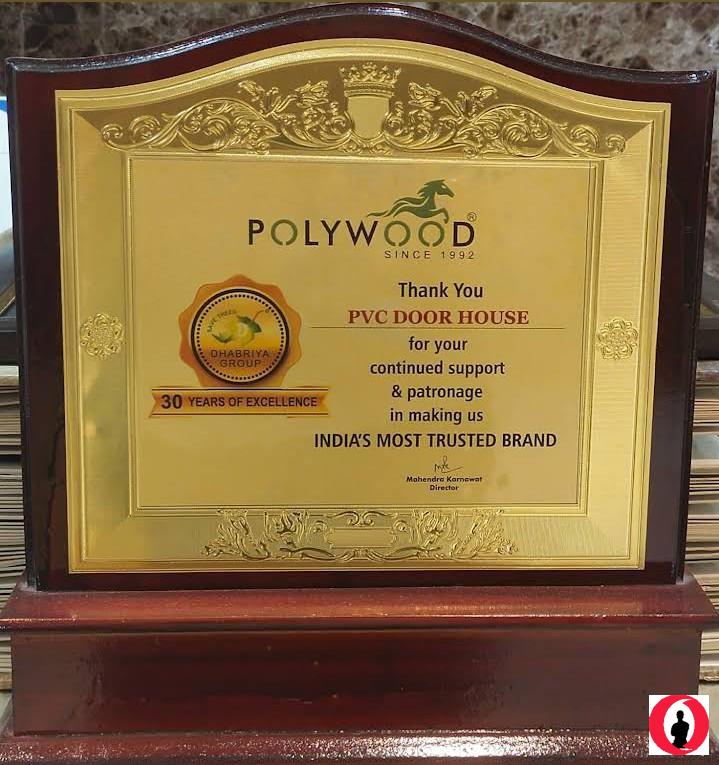 POLYWOOD®
SINCE 1992
SAVE TREES
DHABRIYA
GROUP
30 YEARS OF EXCELLENCE
Thank You
PVC DOOR HOUSE
for your
continued support
& patronage
in making us
INDIA'S MOST TRUSTED BRAND
Mahendra Karnawat
Director